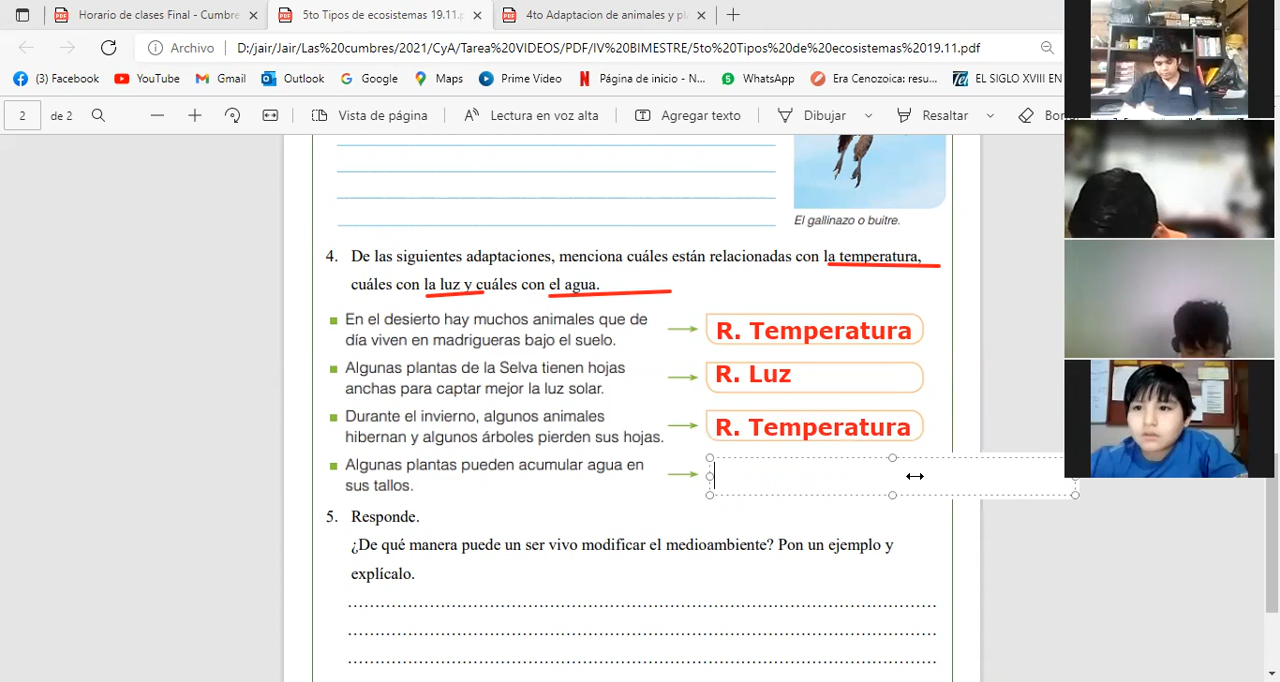 Horario de clases Final - Cumbre
5to Tipos de ecosistemas 19.11.p
4to Adaptacion de animales y pl
Archivo
D:/jair/Jair/Las%20cumbres/2021/CyA/Tarea%20VIDEOS/PDF/IV%20BIMESTRE/5to%20Tipos%20de%20ecosistemas%2019.11.pdf
(3) Facebook
YouTube
Gmail
Outlook
Google
Maps
Prime Video
Página de inicio - N...
WhatsApp
Era Cenozoica: resu...
EL SIGLO XVIII EN
2
de 2
Vista de página
Lectura en voz alta
Agregar texto
Dibujar
Resaltar
Bor
El gallinazo o buitre.
4. De las siguientes adaptaciones, menciona cuáles están relacionadas con la temperatura,
cuáles con la luz y cuáles con el agua.
En el desierto hay muchos animales que de
día viven en madrigueras bajo el suelo.
R. Temperatura
Algunas plantas de la Selva tienen hojas
anchas para captar mejor la luz solar.
R. Luz
Durante el invierno, algunos animales
hibernan y algunos árboles pierden sus hojas.
R. Temperatura
Algunas plantas pueden acumular agua en
sus tallos.
5. Responde.
¿De qué manera puede un ser vivo modificar el medioambiente? Pon un ejemplo y
explícalo.